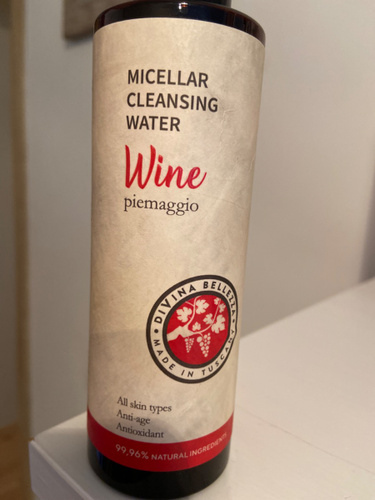 MICELLAR
CLEANSING
WATER
Wine
piemaggio
DIVINA BELLEZZA
MADE IN TUSCANY
All skin types
Anti-age
Antioxidant
99,96% NATURAL INGREDIENTS